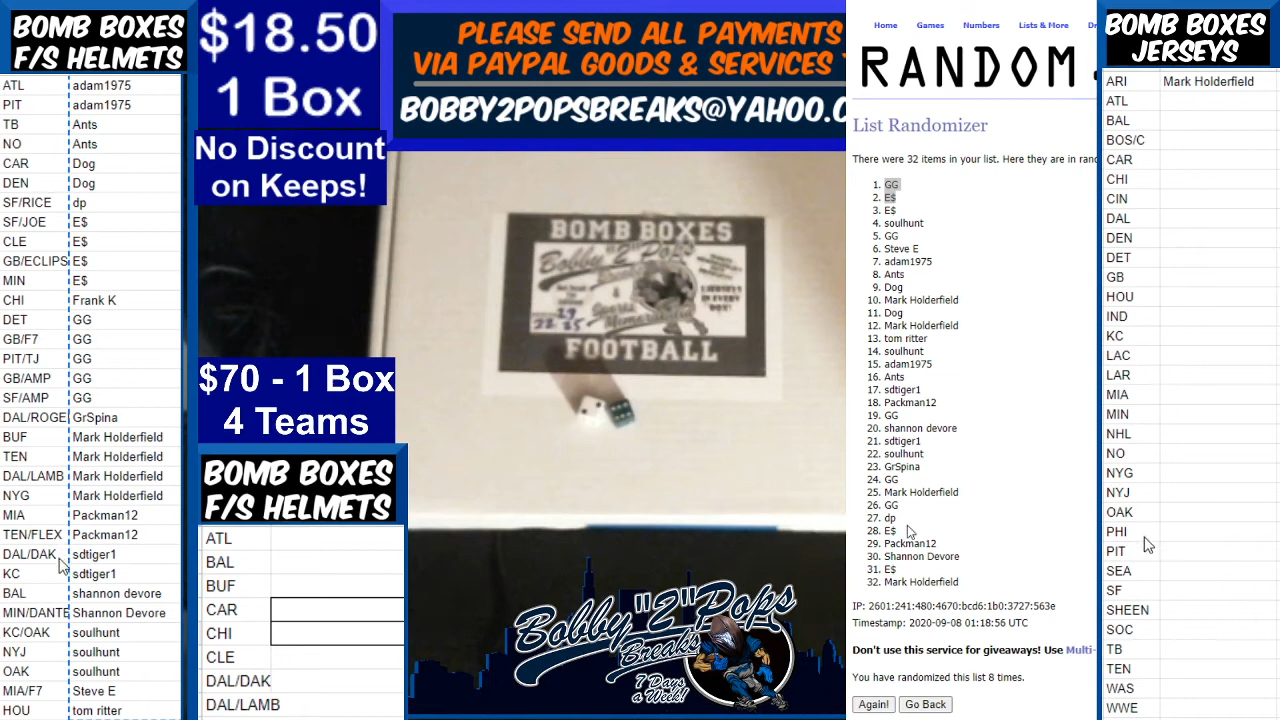 BOMB BOXES
F/S HELMETS
ATL adam1975
PIT adam1975
TB Ants
NO Ants
CAR Dog
DEN Dog
SF/RICE dp
SF/JOE E$
CLE E$
GB/ECLIPS E$
MIN E$
CHI Frank K
DET GG
GB/F7 GG
PIT/TJ GG
GB/AMP GG
SF/AMP GG
DAL/ROGE GrSpina
BUF Mark Holderfield
TEN Mark Holderfield
DAL/LAMB Mark Holderfield
NYG Mark Holderfield
MIA Packman12
TEN/FLEX Packman12
DAL/DAK sdtiger1
KC sdtiger1
BAL shannon devore
MIN/DANTE Shannon Devore
KC/OAK soulhunt
NYJ soulhunt
OAK soulhunt
MIA/F7 Steve E
HOU tom ritter
$18.50
1 Box
No Discount
on Keeps!
$70 - 1 Box
4 Teams
BOMB BOXES
F/S HELMETS
ATL
BAL
BUF
CAR
CHI
CLE
DAL/DAK
DAL/LAMB
PLEASE SEND ALL PAYMENTS
VIA PAYPAL GOODS & SERVICES
BOBBY2POPSBREAKS@YAHOO.C
BOMB BOXES
Bobby "2" Pops
&
29
22 25
FOOTBALL
Bobby "2" Pops
Breaks
7 Days
a Week!
Home Games Numbers Lists & More
RANDOM.
List Randomizer
There were 32 items in your list. Here they are in ran
1. GG
2. E$
3. E$
4. soulhunt
5. GG
6. Steve E
7. adam1975
8. Ants
9. Dog
10. Mark Holderfield
11. Dog
12. Mark Holderfield
13. tom ritter
14. soulhunt
15. adam1975
16. Ants
17. sdtiger1
18. Packman12
19. GG
20. shannon devore
21. sdtiger1
22. soulhunt
23. GrSpina
24. GG
25. Mark Holderfield
26. GG
27. dp
28. E$
29. Packman12
30. Shannon Devore
31. E$
32. Mark Holderfield
IP: 2601:241:480:4670:bcd6:1b0:3727:563e
Timestamp: 2020-09-08 01:18:56 UTC
Don't use this service for giveaways! Use Multi-
You have randomized this list 8 times.
Again! Go Back
BOMB BOXES
JERSEYS
ARI Mark Holderfield
ATL
BAL
BOS/C
CAR
CHI
CIN
DAL
DEN
DET
GB
HOU
IND
KC
LAC
LAR
MIA
MIN
NHL
NO
NYG
NYJ
OAK
PHI
PIT
SEA
SF
SHEEN
SOC
TB
TEN
WAS
WWE